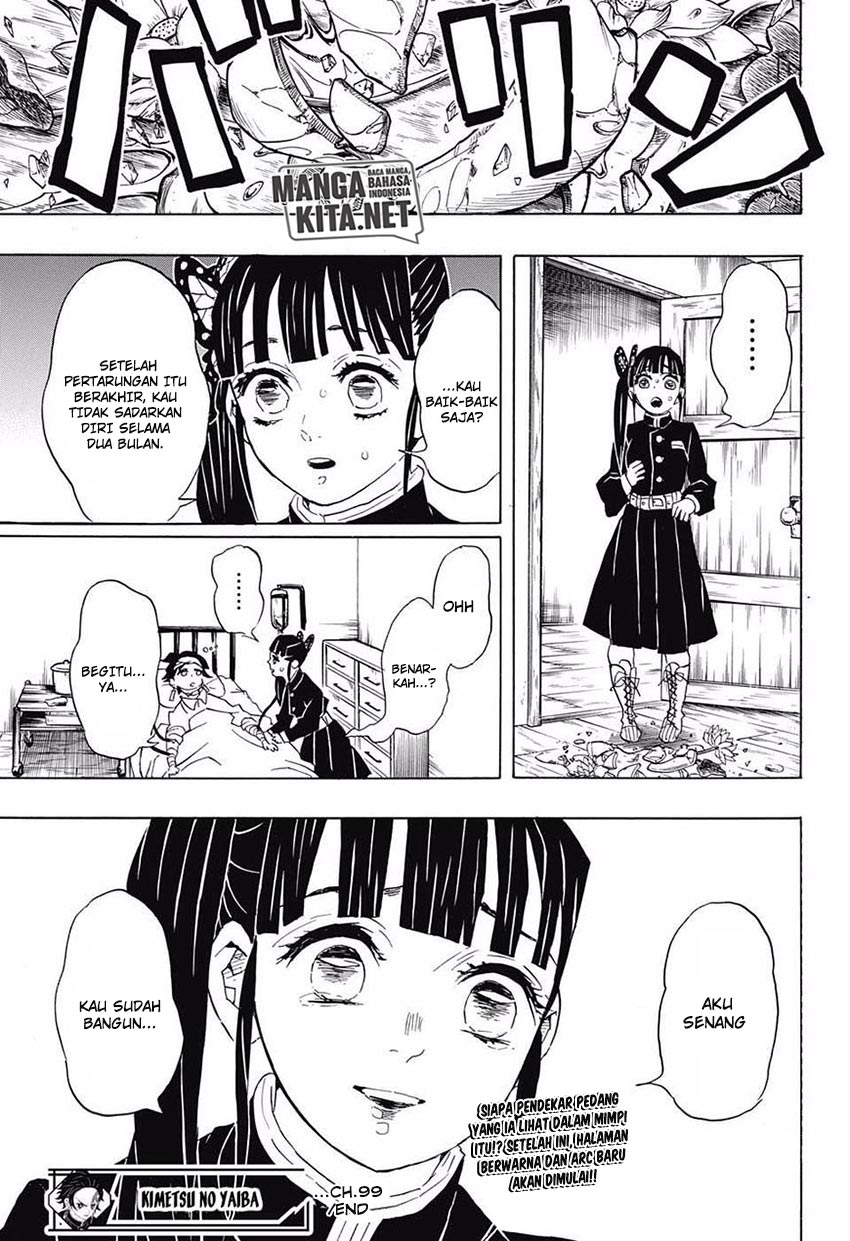 MANGA
KITA.NET
BACA MANGA
BAHASA
INDONESIA
.......
...KAU
BAIK-BAIK
SAJA?
SETELAH
PERTARUNGAN ITU
BERAKHIR, KAU
TIDAK SADARKAN
DIRI SELAMA
DUA BULAN.
OHH
BENAR-
KAH...?
.....
BEGITU...
YA...
AKU
SENANG
KAU SUDAH
BANGUN...
SIAPA PENDEKAR PEDANG
YANG IA LIHAT DALAM MIMPI
ITU!? SETELAH INI, HALAMAN
BERWARNA DAN ARC BARU
AKAN DIMULAI!!
KIMETSU NO YAIBA
....CH.99
/END